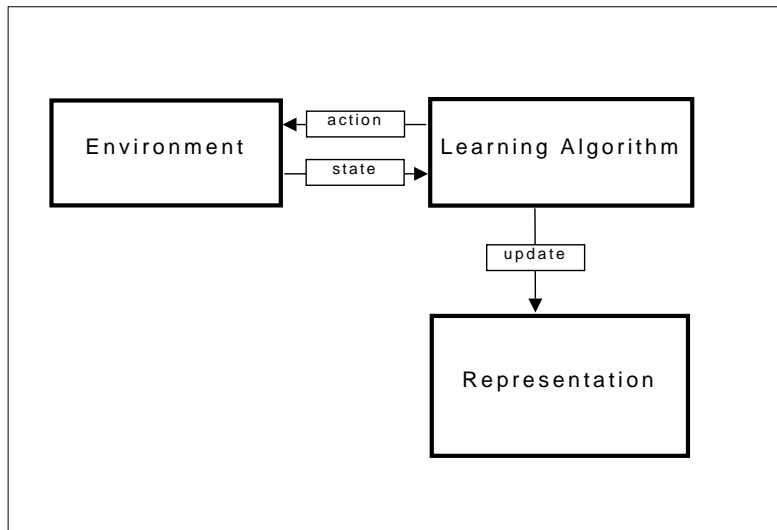 action
Environment
Learning Algorithm
state
update
Representation